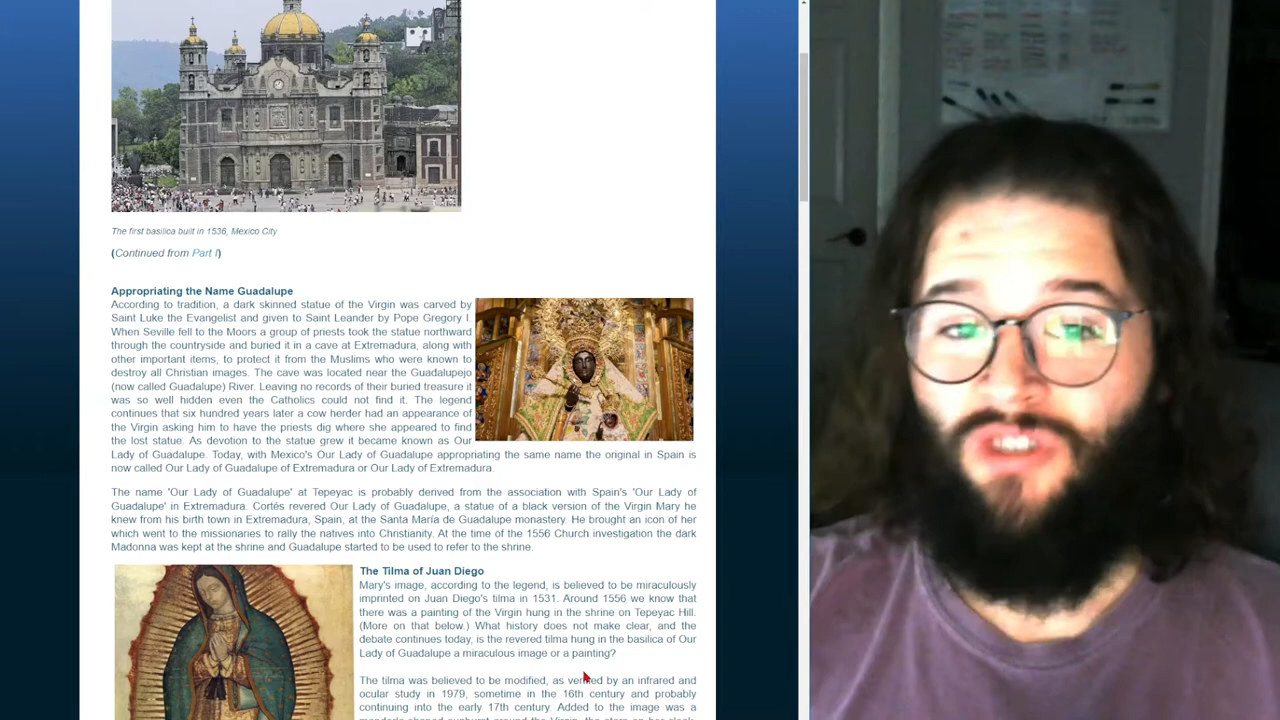 The first basilica built in 1536, Mexico City
(Continued from Part I)
Appropriating the Name Guadalupe
According to tradition, a dark skinned statue of the Virgin was carved by
Saint Luke the Evangelist and given to Saint Leander by Pope Gregory I.
When Seville fell to the Moors a group of priests took the statue northward
through the countryside and buried it in a cave at Extremadura, along with
other important items, to protect it from the Muslims who were known to
destroy all Christian images. The cave was located near the Guadalupejo
(now called Guadalupe) River. Leaving no records of their buried treasure it
was so well hidden even the Catholics could not find it. The legend
continues that six hundred years later a cow herder had an appearance of
the Virgin asking him to have the priests dig where she appeared to find
the lost statue. As devotion to the statue grew it became known as Our
Lady of Guadalupe. Today, with Mexico's Our Lady of Guadalupe appropriating the same name the original in Spain is
now called Our Lady of Guadalupe of Extremadura or Our Lady of Extremadura.
The name 'Our Lady of Guadalupe' at Tepeyac is probably derived from the association with Spain's 'Our Lady of
Guadalupe' in Extremadura. Cortés revered Our Lady of Guadalupe, a statue of a black version of the Virgin Mary he
knew from his birth town in Extremadura, Spain, at the Santa María de Guadalupe monastery. He brought an icon of her
which went to the missionaries to rally the natives into Christianity. At the time of the 1556 Church investigation the dark
Madonna was kept at the shrine and Guadalupe started to be used to refer to the shrine.
The Tilma of Juan Diego
Mary's image, according to the legend, is believed to be miraculously
imprinted on Juan Diego's tilma in 1531. Around 1556 we know that
there was a painting of the Virgin hung in the shrine on Tepeyac Hill.
(More on that below.) What history does not make clear, and the
debate continues today, is the revered tilma hung in the basilica of Our
Lady of Guadalupe a miraculous image or a painting?
The tilma was believed to be modified, as verified by an infrared and
ocular study in 1979, sometime in the 16th century and probably
continuing into the early 17th century. Added to the image was a